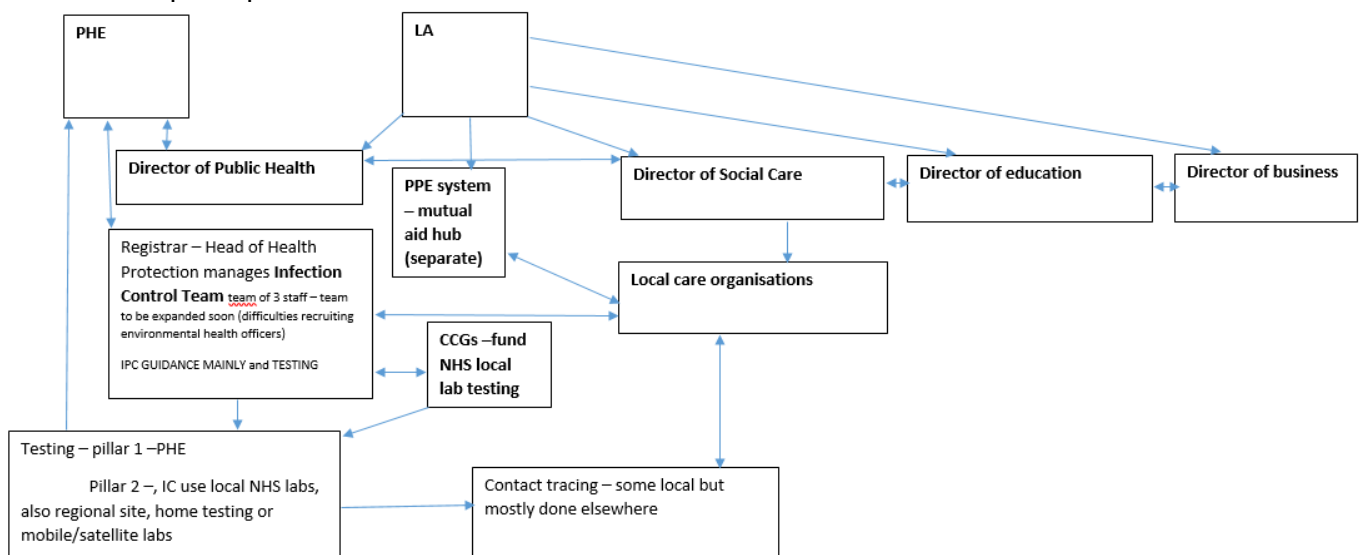 PHE
LA
Director of Public Health
PPE system
– mutual
aid hub
(separate)
Director of Social Care
Director of education
Director of business
Registrar – Head of Health
Protection manages Infection
Control Team team of 3 staff – team
to be expanded soon (difficulties recruiting
environmental health officers)
IPC GUIDANCE MAINLY and TESTING
Local care organisations
CCGs –fund
NHS local
lab testing
Testing – pillar 1 –PHE
Pillar 2 –, IC use local NHS labs,
also regional site, home testing or
mobile/satellite labs
Contact tracing – some local but
mostly done elsewhere